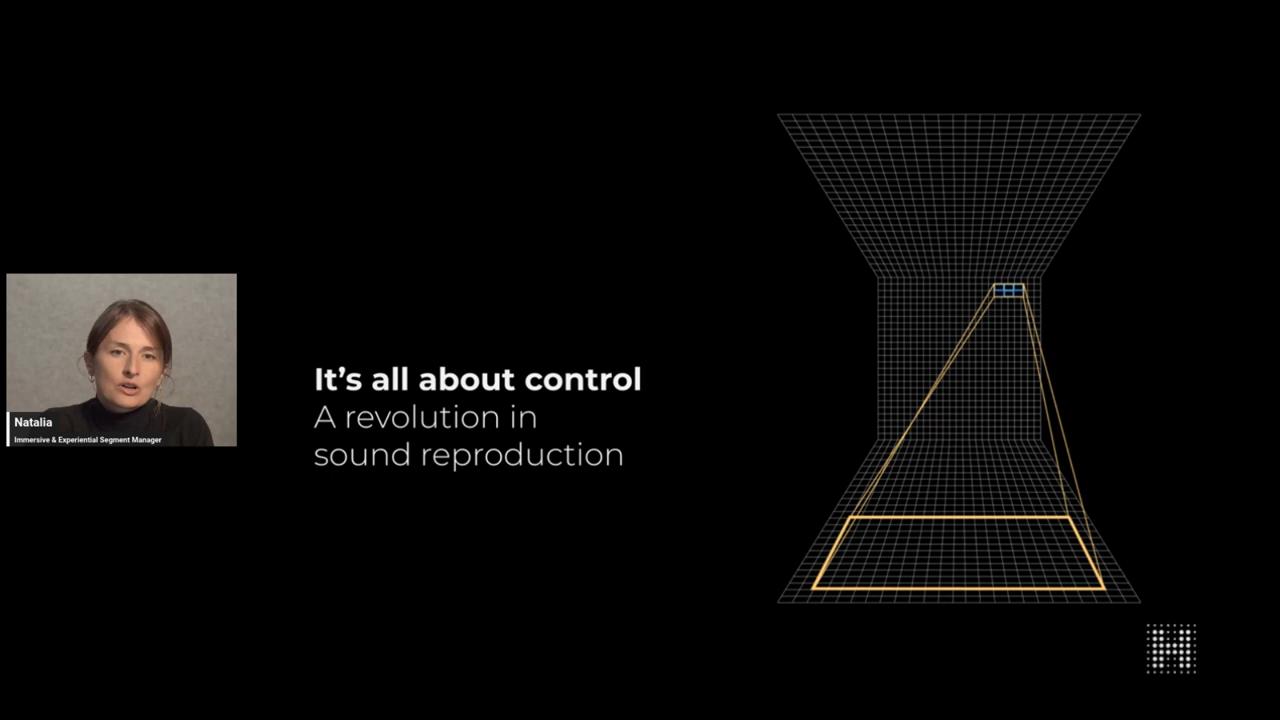 Natalia
Immersive & Experiential Segment Manager
It’s all about control
A revolution in
sound reproduction
H